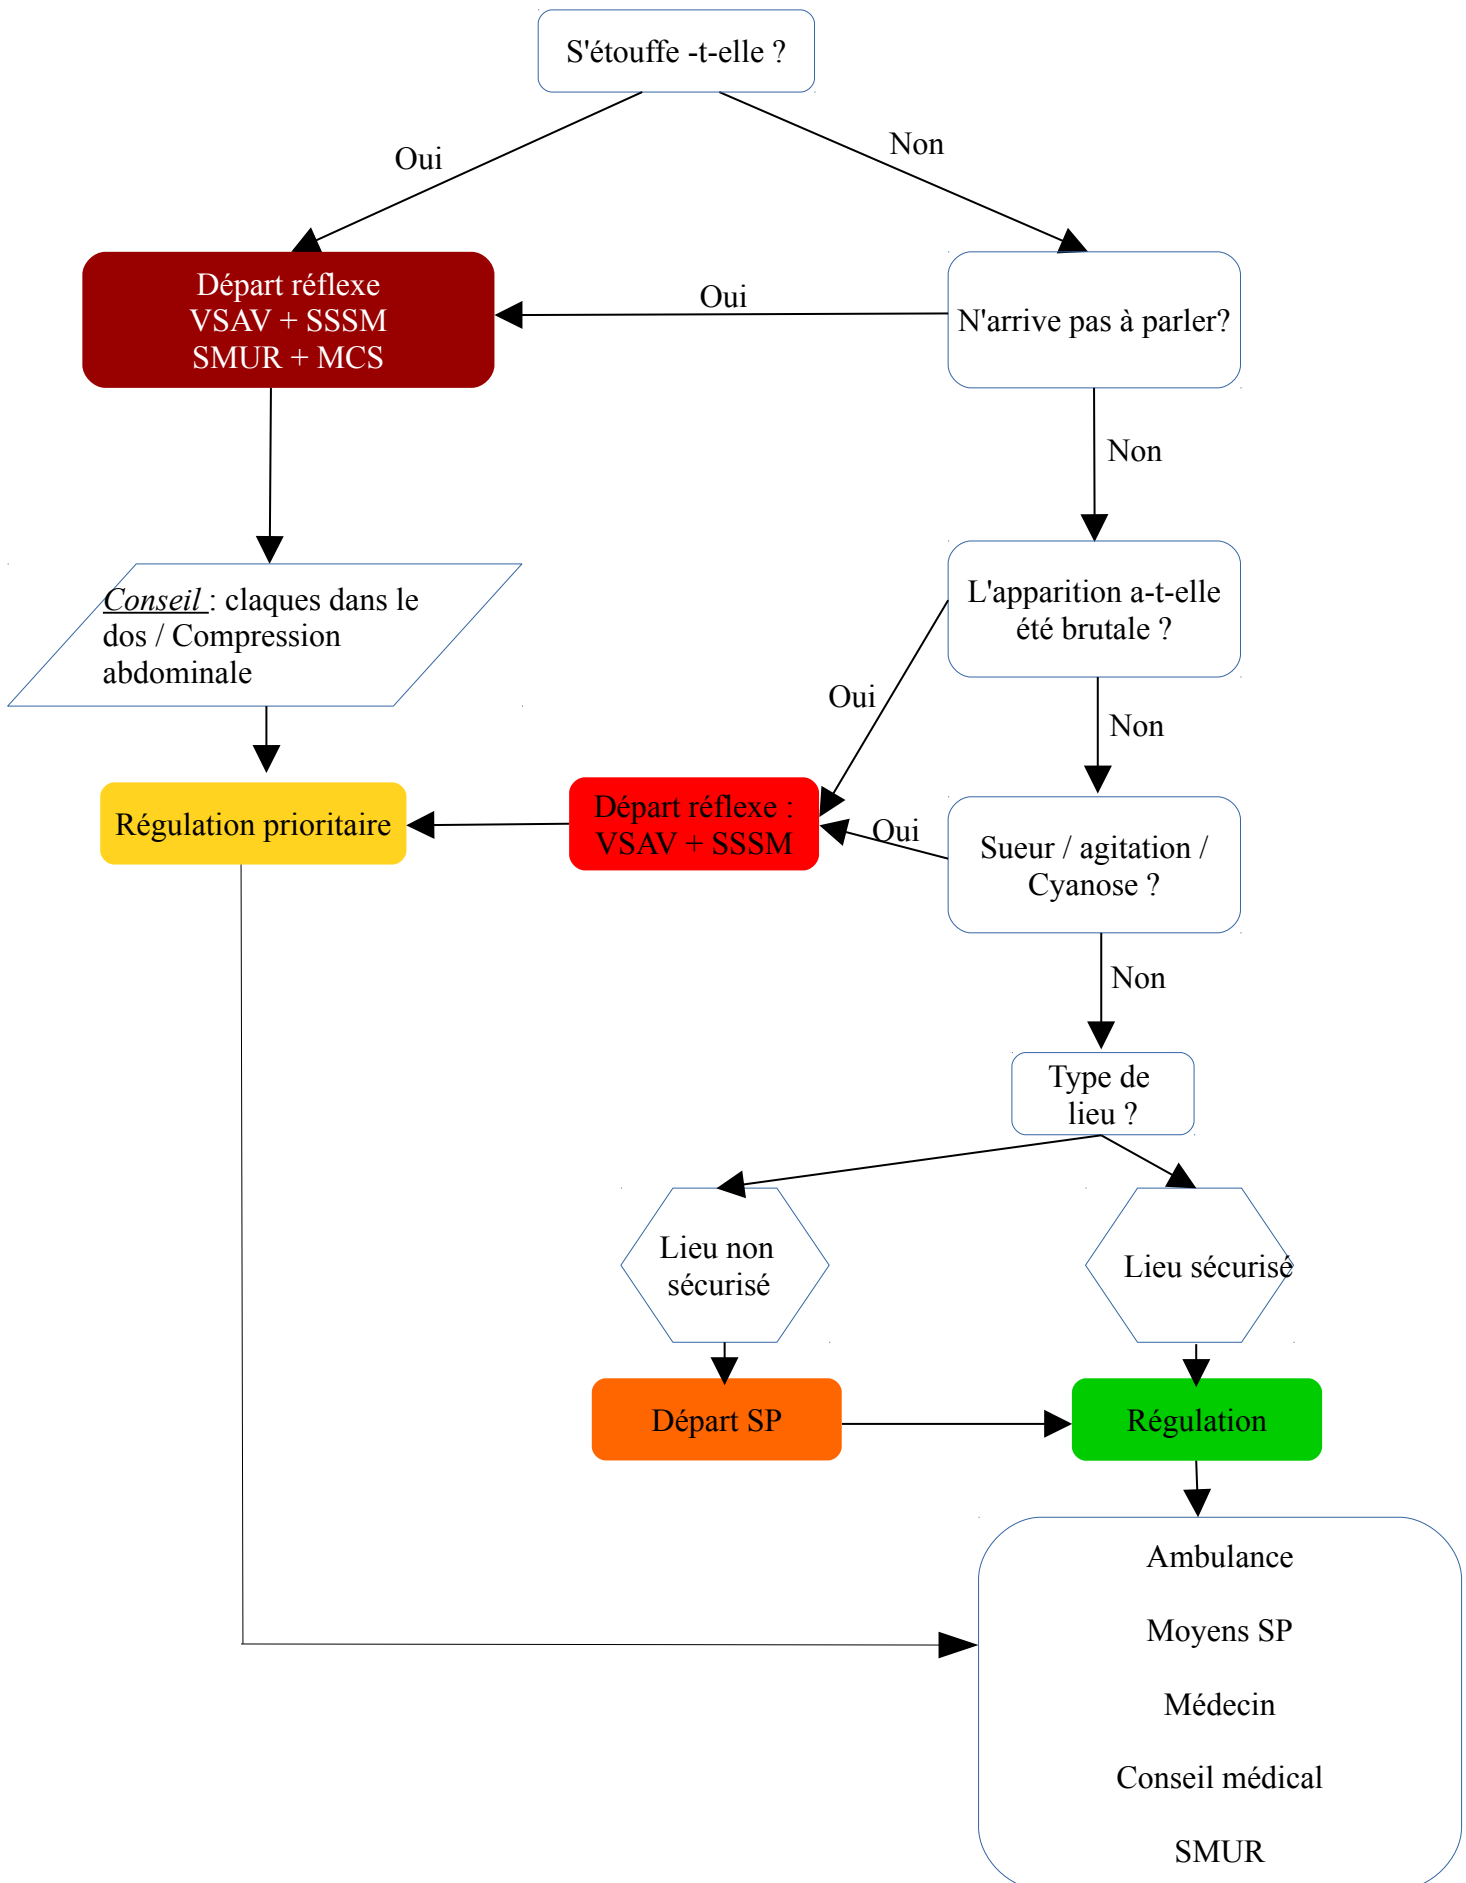 S'étouffe -t-elle ?
Oui
Non
Départ réflexe
VSAV + SSSM
SMUR + MCS
Oui
N'arrive pas à parler?
Non
Conseil : claques dans le
dos / Compression
abdominale
L'apparition a-t-elle
été brutale ?
Oui
Non
Régulation prioritaire
Départ réflexe :
VSAV + SSSM
Oui
Sueur / agitation /
Cyanose ?
Non
Type de
lieu ?
Lieu non
sécurisé
Lieu sécurisé
Départ SP
Régulation
Ambulance
Moyens SP
Médecin
Conseil médical
SMUR